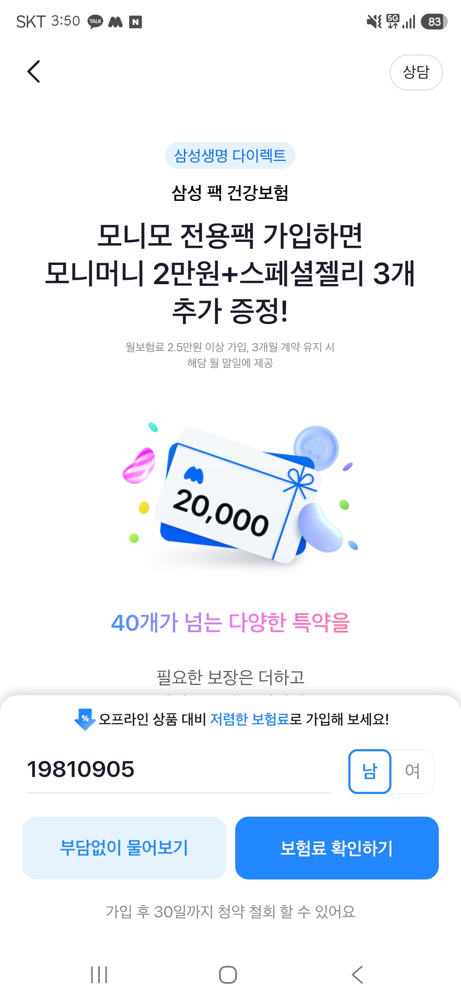 SKT 3:50 TALK N 5G 83
상담
삼성생명 다이렉트
삼성 팩 건강보험
모니모 전용팩 가입하면
모니머니 2만원+스페셜젤리 3개
추가 증정!
월보험료 2.5만원 이상 가입, 3개월 계약 유지 시
해당 월 말일에 제공
20,000
40개가 넘는 다양한 특약을
필요한 보장은 더하고
% 오프라인 상품 대비 저렴한 보험료로 가입해 보세요!
19810905 남 여
부담없이 물어보기 보험료 확인하기
가입 후 30일까지 청약 철회 할 수 있어요